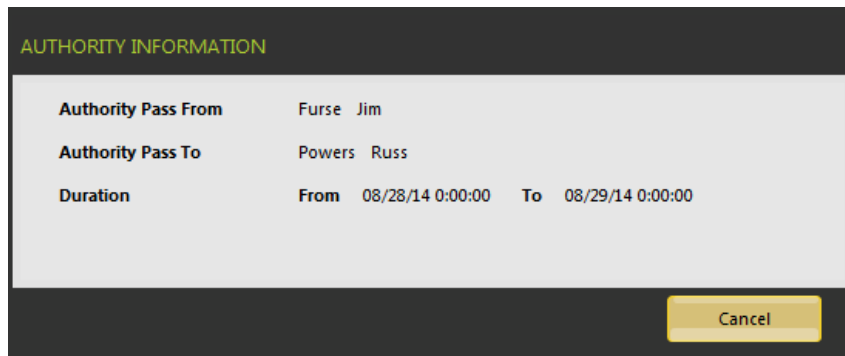 AUTHORITY INFORMATION
Authority Pass From Furse Jim
Authority Pass To Powers Russ
Duration From 08/28/14 0:00:00 To 08/29/14 0:00:00
Cancel